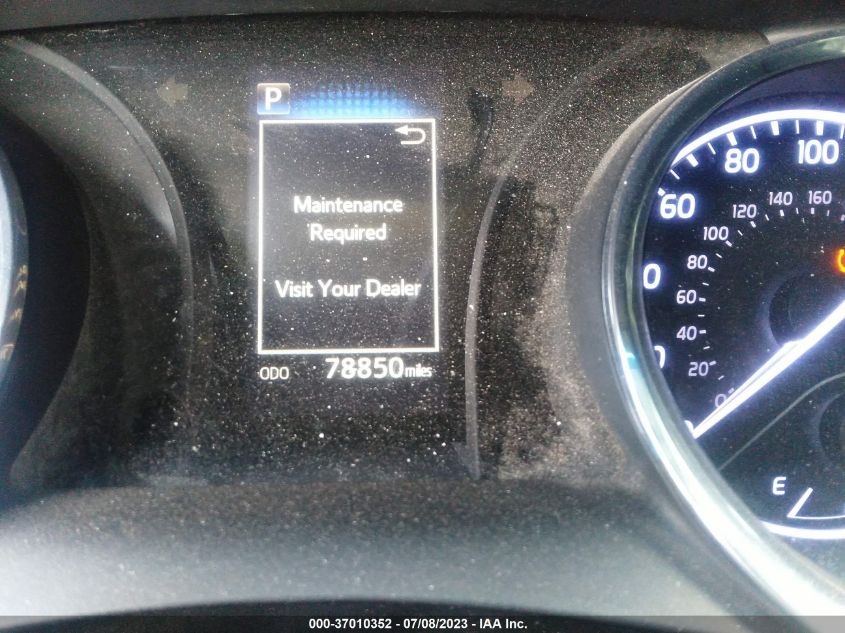 P
Maintenance
Required
Visit Your Dealer
ODO 78850 miles
60 80 100
0 20 40 60 80 100 120 140 160
E
000-37010352 - 07/08/2023 - IAA Inc.